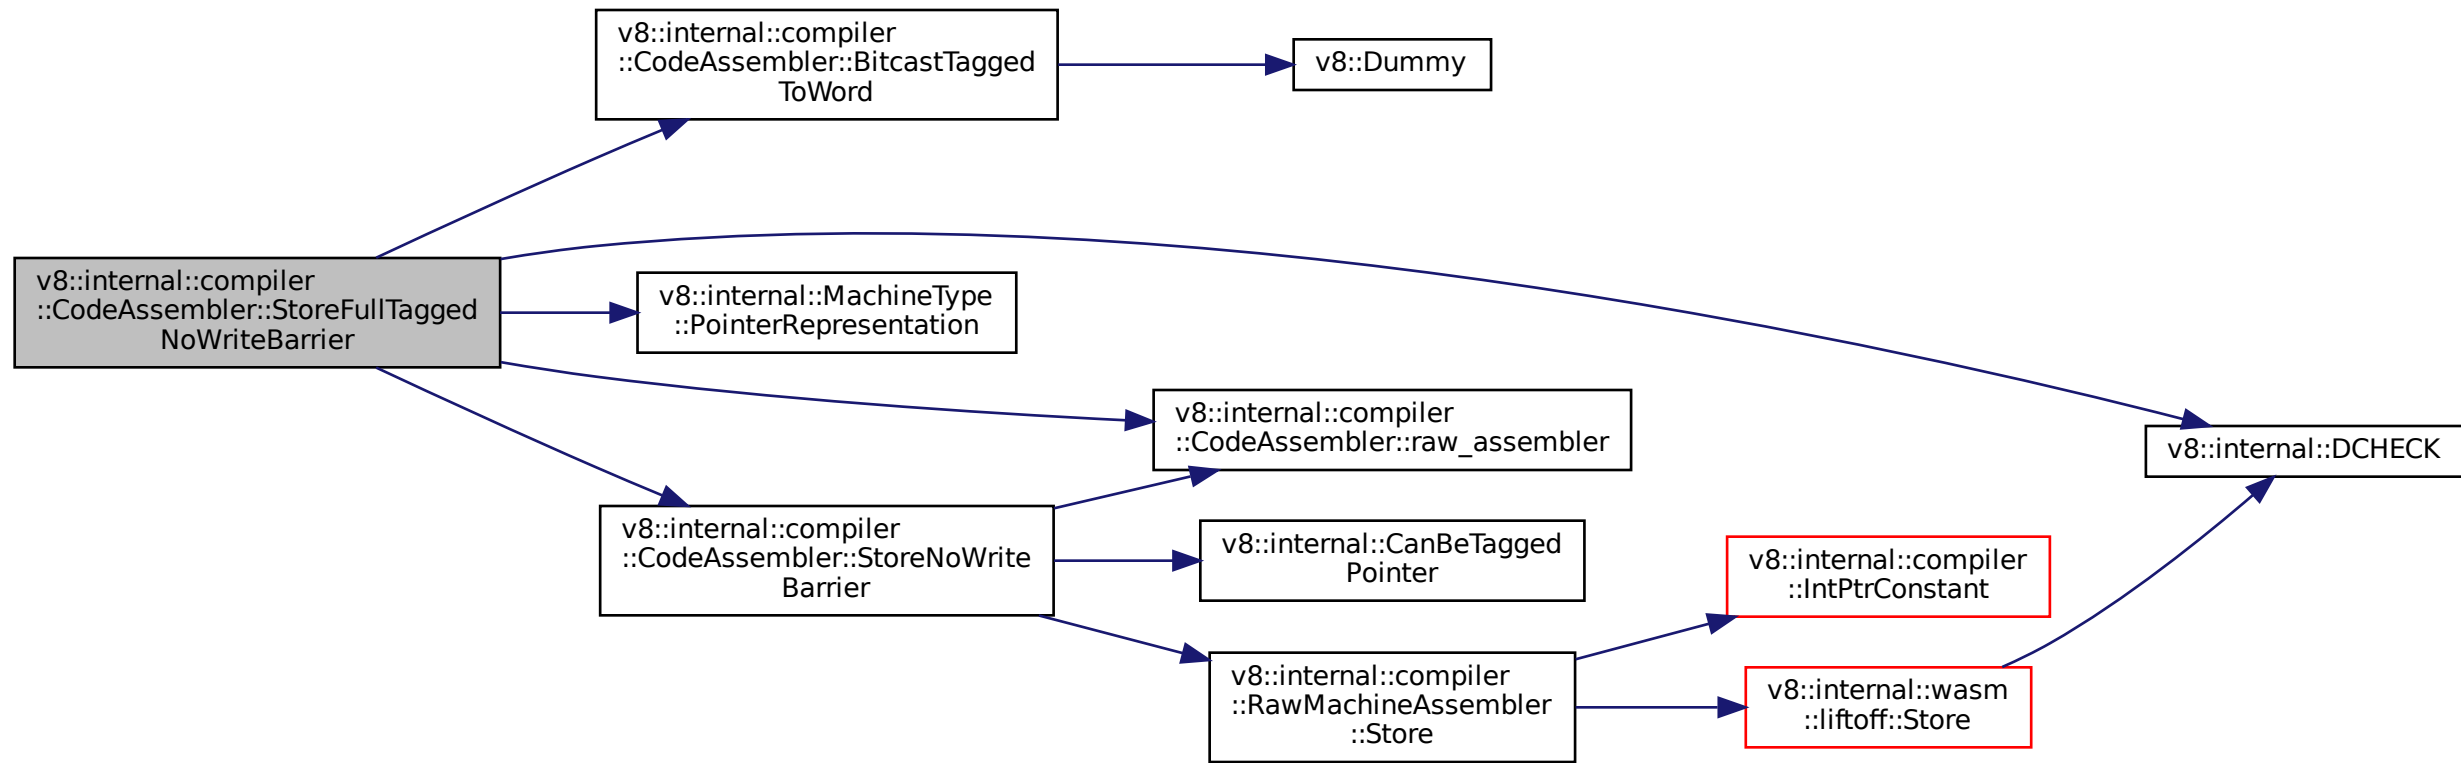 v8::internal::compiler
::CodeAssembler::BitcastTagged
ToWord
v8::Dummy
v8::internal::compiler
::CodeAssembler::StoreFullTagged
NoWriteBarrier
v8::internal::MachineType
::PointerRepresentation
v8::internal::compiler
::CodeAssembler::raw_assembler
v8::internal::DCHECK
v8::internal::compiler
::CodeAssembler::StoreNoWrite
Barrier
v8::internal::CanBeTagged
Pointer
v8::internal::compiler
::IntPtrConstant
v8::internal::compiler
::RawMachineAssembler
::Store
v8::internal::wasm
::liftoff::Store